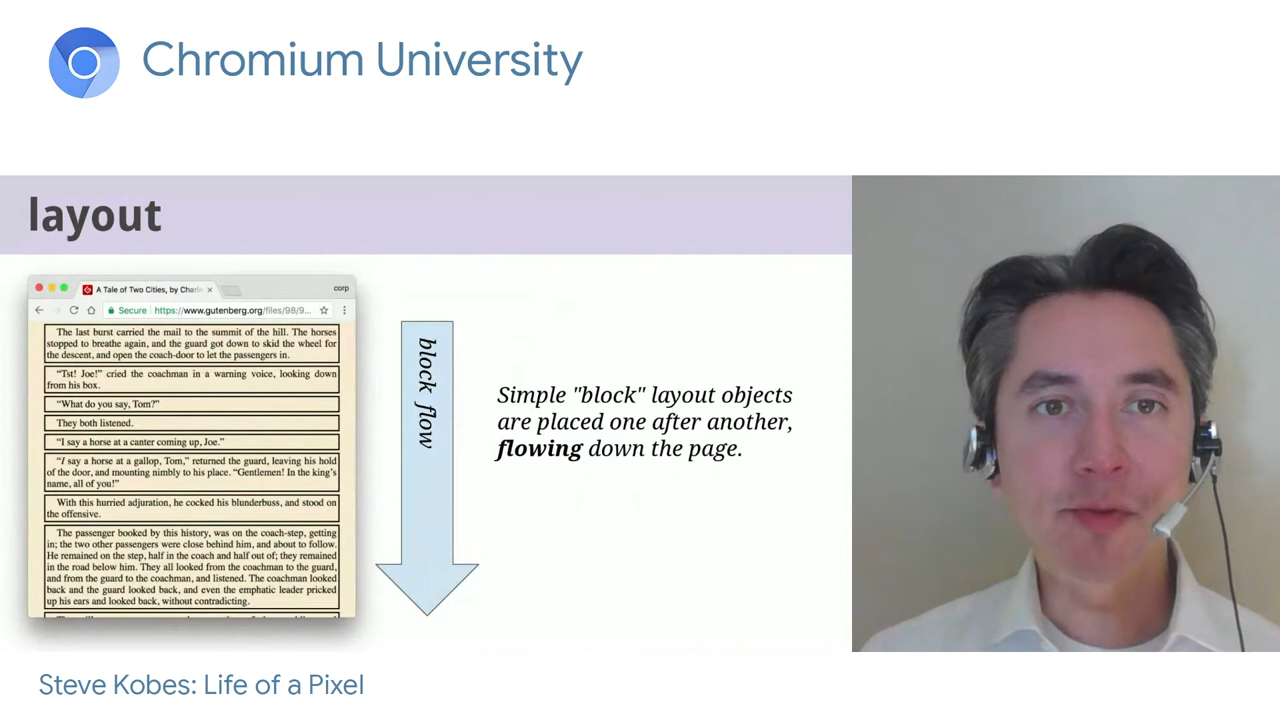 Chromium University
layout
A Tale of Two Cities, by Charle
corp
Secure
https://www.gutenberg.org/files/98/9...
The last burst carried the mail to the summit of the hill. The horses
stopped to breathe again, and the guard got down to skid the wheel for
the descent, and open the coach-door to let the passengers in.
“Tst! Joe!” cried the coachman in a warning voice, looking down
from his box.
“What do you say, Tom?”
They both listened.
“I say a horse at a canter coming up, Joe.”
“I say a horse at a gallop, Tom,” returned the guard, leaving his hold
of the door, and mounting nimbly to his place. “Gentlemen! In the king’s
name, all of you!”
With this hurried adjuration, he cocked his blunderbuss, and stood on
the offensive.
The passenger booked by this history, was on the coach-step, getting
in; the two other passengers were close behind him, and about to follow.
He remained on the step, half in the coach and half out of; they remained
in the road below him. They all looked from the coachman to the guard,
and from the guard to the coachman, and listened. The coachman looked
back and the guard looked back, and even the emphatic leader pricked
up his ears and looked back, without contradicting.
block flow
Simple "block" layout objects
are placed one after another,
flowing down the page.
Steve Kobes: Life of a Pixel